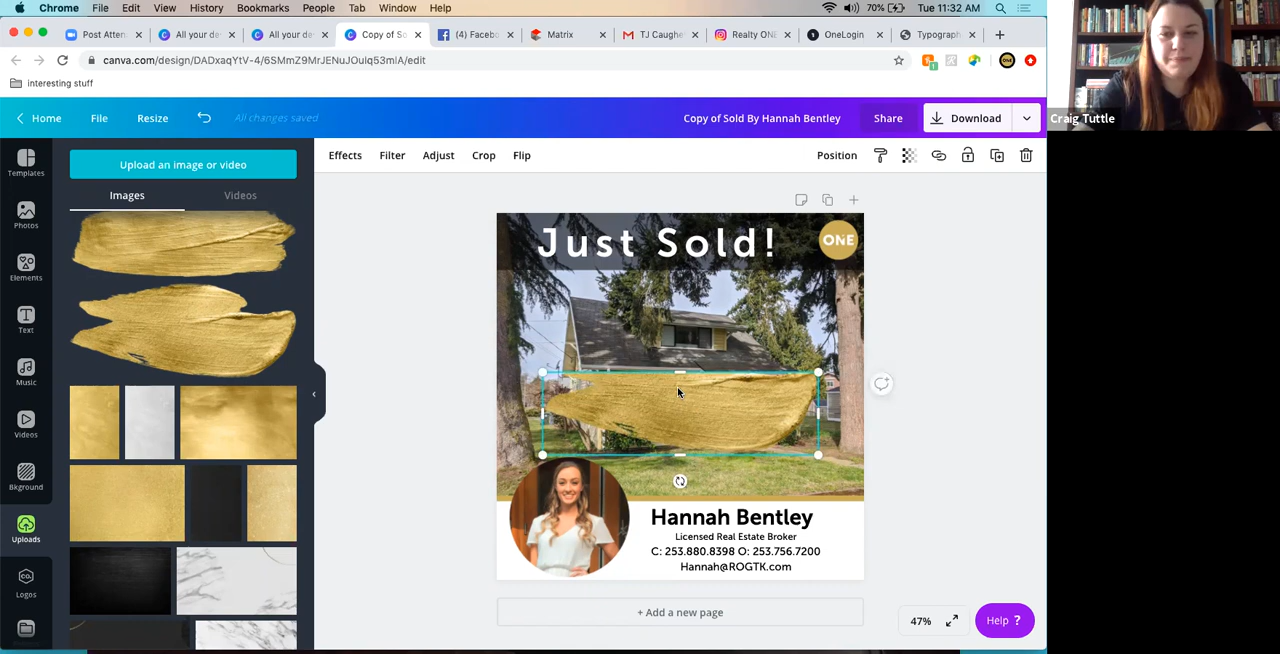 Chrome File Edit View History Bookmarks People Tab Window Help
70% Tue 11:32 AM
Post Atten
All your de
All your de
Copy of So
(4) Facebo
Matrix
TJ Caughe
Realty ONE
OneLogin
Typograph
canva.com/design/DADxaqYtV-4/6SMmZ9MrJENuJOuIq53mIA/edit
interesting stuff
Home File Resize All changes saved Copy of Sold By Hannah Bentley Share Download
Templates
Photos
Elements
Text
Music
Videos
Bkground
Uploads
Logos
Upload an image or video
Images Videos
Effects Filter Adjust Crop Flip Position
Just Sold!
ONE
Hannah Bentley
Licensed Real Estate Broker
C: 253.880.8398 O: 253.756.7200
Hannah@ROGTK.com
+ Add a new page
47%
Help ?
Craig Tuttle